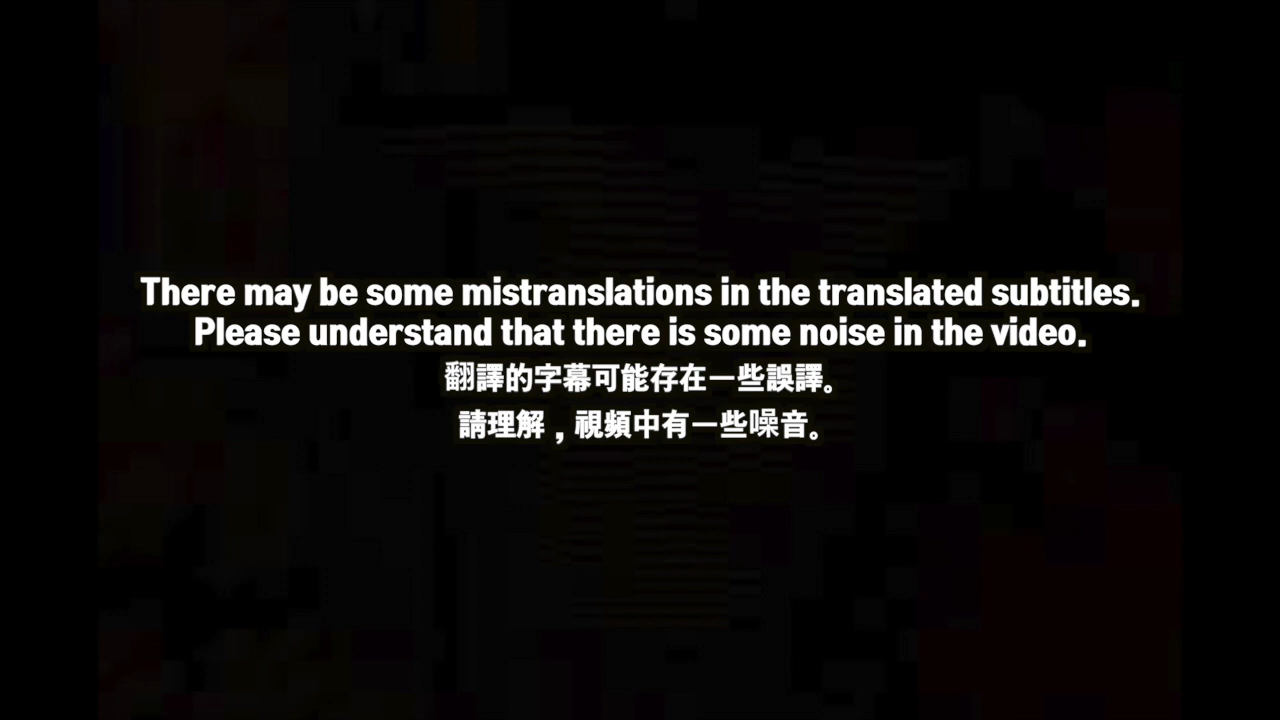 There may be some mistranslations in the translated subtitles.
Please understand that there is some noise in the video.
翻譯的字幕可能存在一些誤譯。
請理解，視頻中有一些噪音。